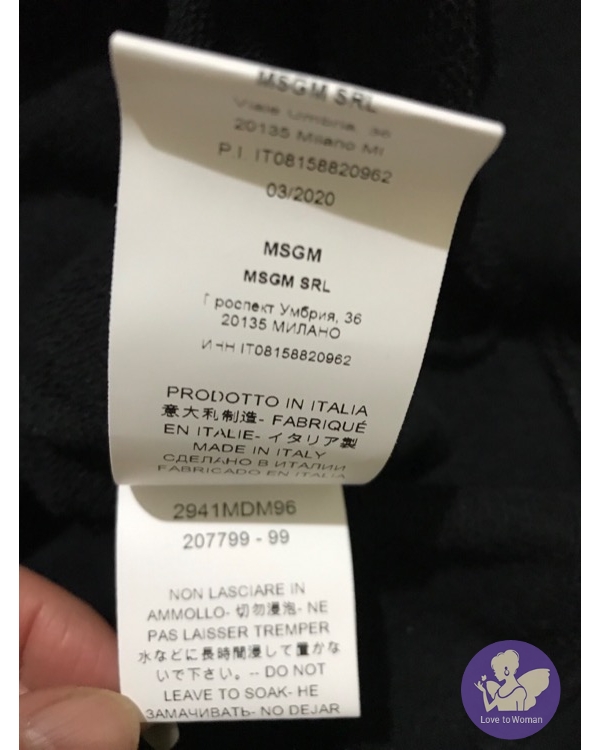 MSGM SRL
Viale Umbria, 36
20135 Milano MI
P.I. IT08158820962
03/2020
MSGM
MSGM SRL
Проспект Умбрия, 36
20135 МИЛАНО
ИНН IT08158820962
PRODOTTO IN ITALIA
意大利制造- FABRIQUÉ
EN ITALIE- イタリア製
MADE IN ITALY
СДЕЛАНО В ИТАЛИИ
FABRICADO EN ITALIA
2941MDM96
207799 - 99
NON LASCIARE IN
AMMOLLO- 切勿浸泡- NE
PAS LAISSER TREMPER
水などに長時間浸して置かな
いで下さい。-- DO NOT
LEAVE TO SOAK- НЕ
ЗАМАЧИВАТЬ- NO DEJAR
Love to Woman